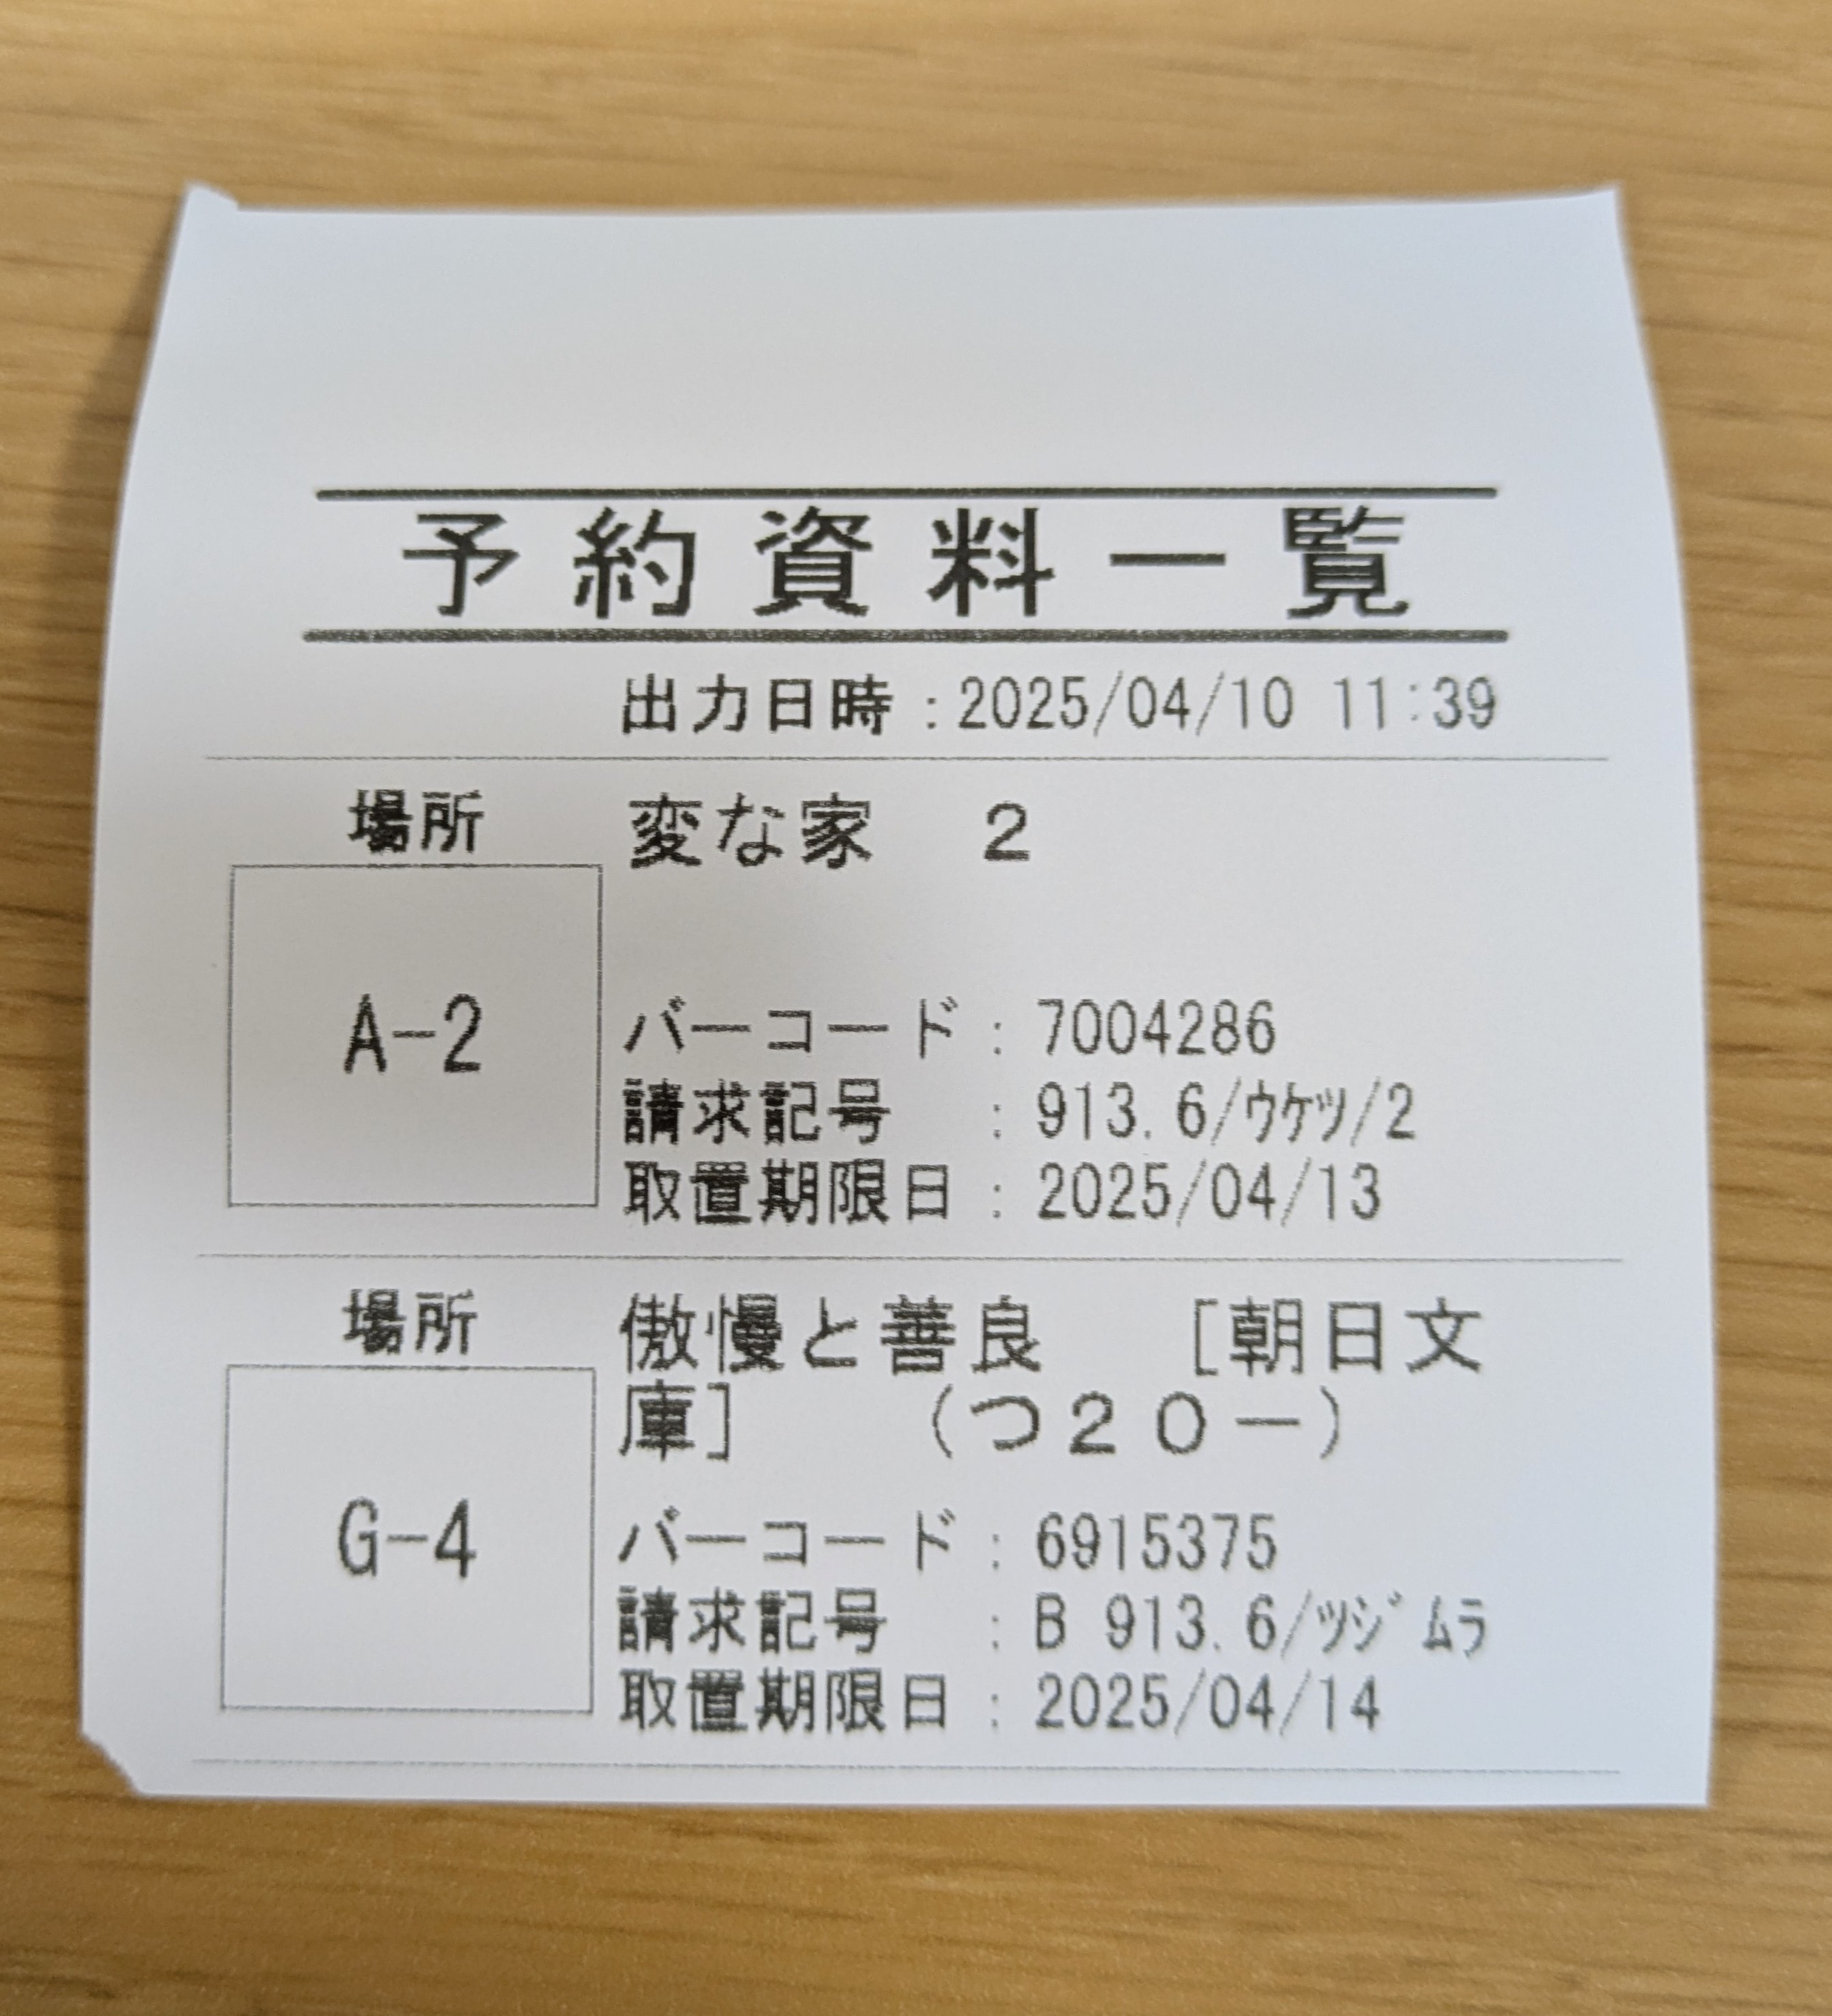 予約資料一覧
出力日時：2025/04/10 11:39
場所
変な家　２
A-2
バーコード：7004286
請求記号　：913.6/ｳｹﾂ/2
取置期限日：2025/04/13
場所
傲慢と善良　［朝日文
庫］　　（つ２０－）
G-4
バーコード：6915375
請求記号　：B 913.6/ﾂｼﾞﾑﾗ
取置期限日：2025/04/14